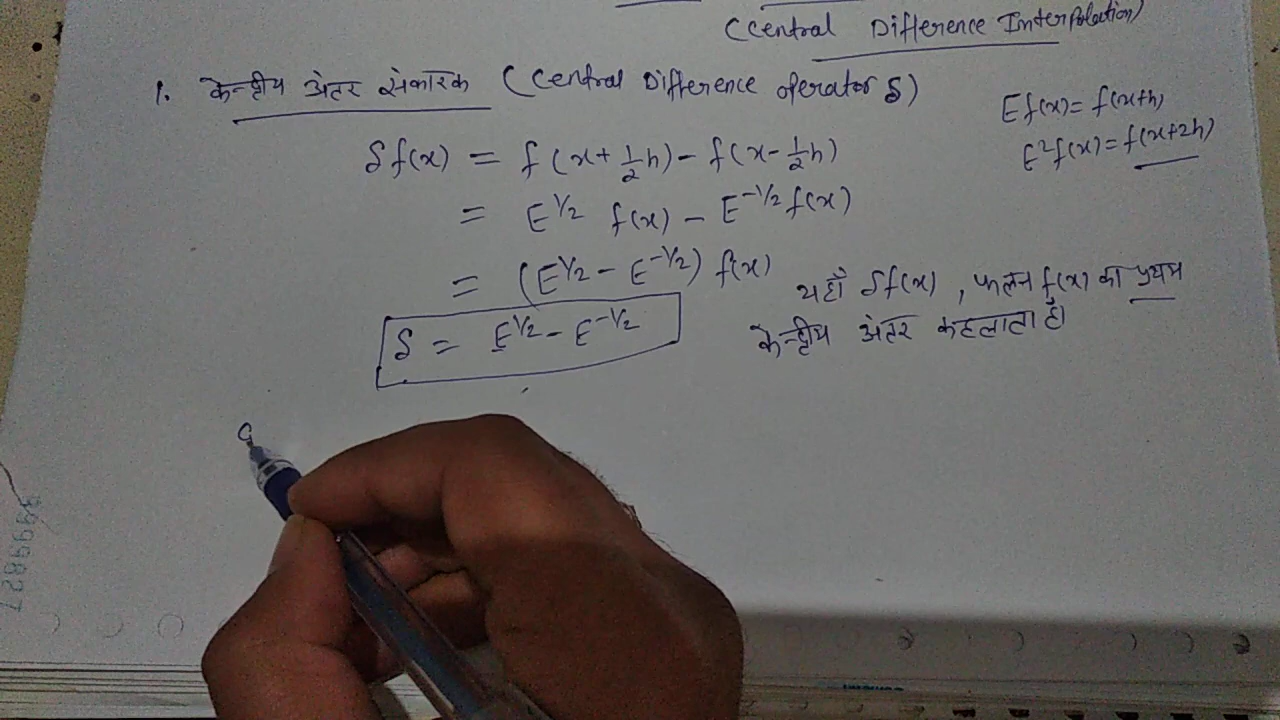 (Central Difference Interpolation)
1. केन्द्रीय अंतर संकारक (Central Difference operator δ)
Ef(x) = f(x+h)
E²f(x) = f(x+2h)
δf(x) = f(x+½h) - f(x-½h)
= E^1/2 f(x) - E^-1/2 f(x)
= (E^1/2 - E^-1/2) f(x)
δ = E^1/2 - E^-1/2
यहाँ δf(x), फलन f(x) का प्रथम
केन्द्रीय अंतर कहलाता है।